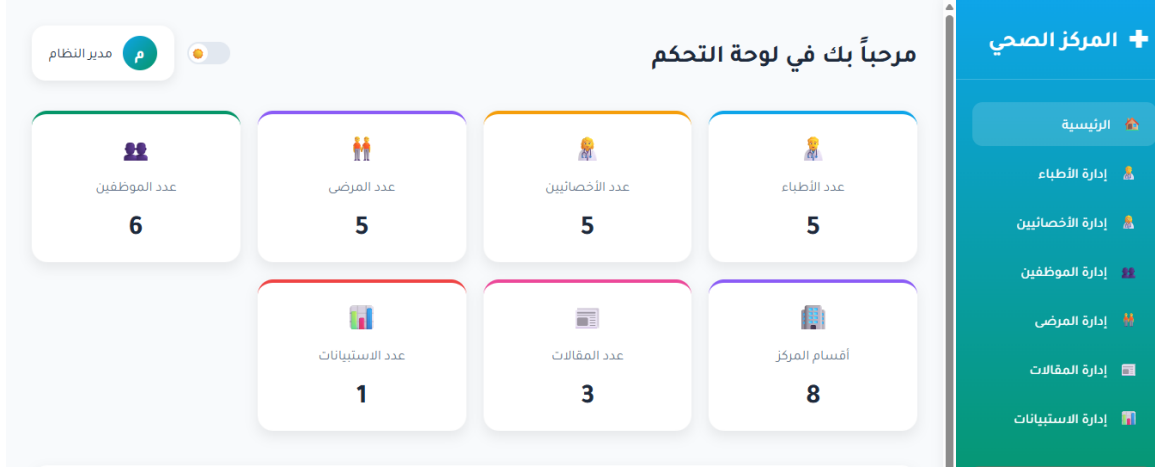 المركز الصحي
الرئيسية
إدارة الأطباء
إدارة الأخصائيين
إدارة الموظفين
إدارة المرضى
إدارة المقالات
إدارة الاستبيانات
مرحباً بك في لوحة التحكم
م
مدير النظام
عدد الأطباء
5
عدد الأخصائيين
5
عدد المرضى
5
عدد الموظفين
6
أقسام المركز
8
عدد المقالات
3
عدد الاستبيانات
1